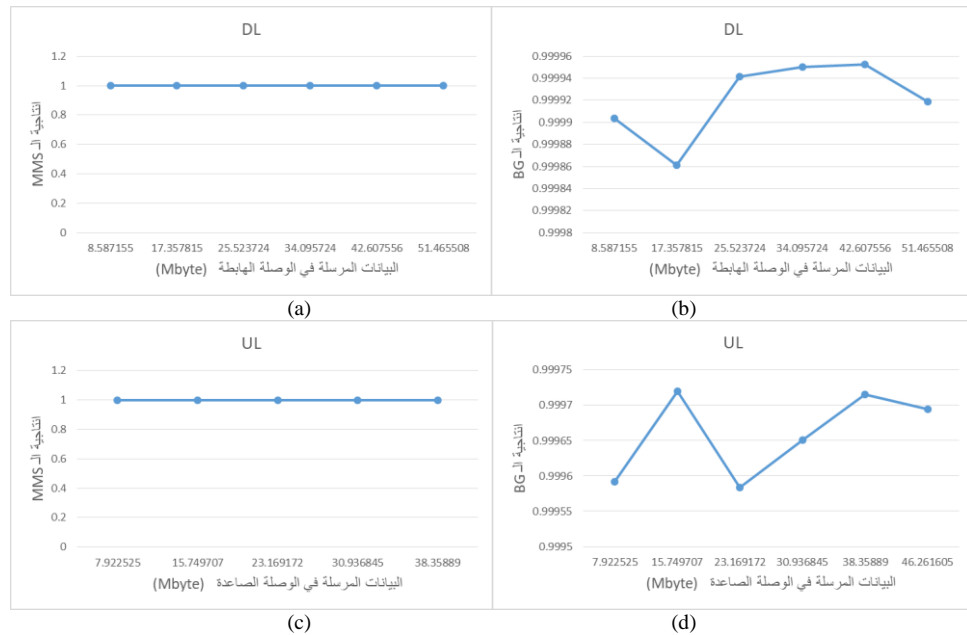 DL
1.2
1
0.8
0.6
0.4
0.2
0
انتاجية الـ MMS
8.587155 17.357815 25.523724 34.095724 42.607556 51.465508
البيانات المرسلة في الوصلة الهابطة (Mbyte)
(a)
DL
0.99996
0.99994
0.99992
0.9999
0.99988
0.99986
0.99984
0.99982
0.9998
انتاجية الـ BG
8.587155 17.357815 25.523724 34.095724 42.607556 51.465508
البيانات المرسلة في الوصلة الهابطة (Mbyte)
(b)
UL
1.2
1
0.8
0.6
0.4
0.2
0
انتاجية الـ MMS
7.922525 15.749707 23.169172 30.936845 38.35889
البيانات المرسلة في الوصلة الصاعدة (Mbyte)
(c)
UL
0.99975
0.9997
0.99965
0.9996
0.99955
0.9995
انتاجية الـ BG
7.922525 15.749707 23.169172 30.936845 38.35889 46.261605
البيانات المرسلة في الوصلة الصاعدة (Mbyte)
(d)